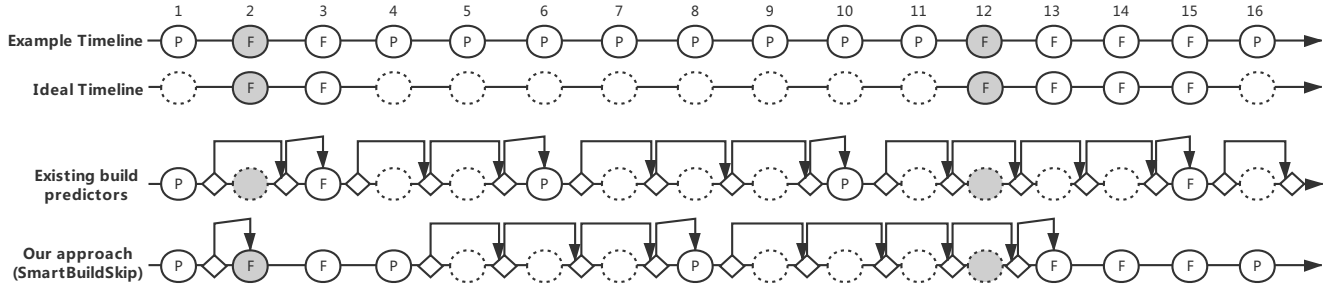 1 2 3 4 5 6 7 8 9 10 11 12 13 14 15 16
Example Timeline P F F P P P P P P P P F F F F P
Ideal Timeline F F F F F F
Existing build
predictors
P F P P F
Our approach
(SmartBuildSkip)
P F F P P F F F P